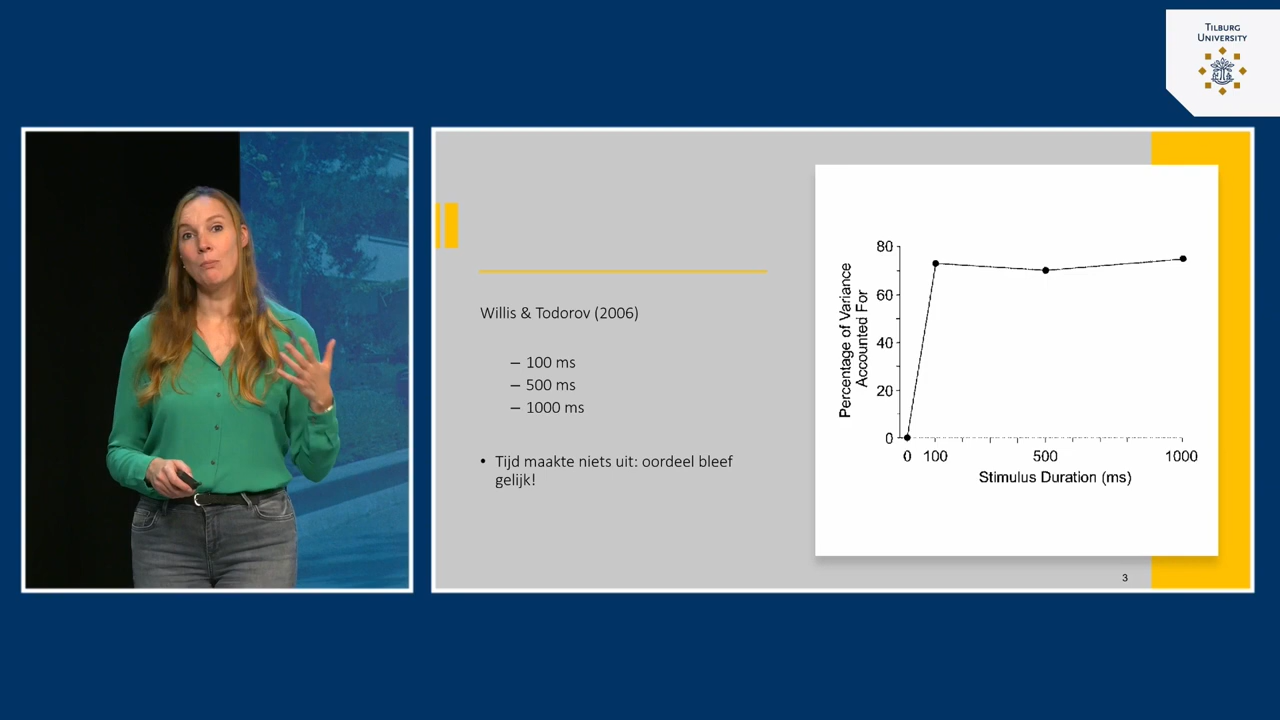 TILBURG
UNIVERSITY
Willis & Todorov (2006)
– 100 ms
– 500 ms
– 1000 ms
• Tijd maakte niets uit: oordeel bleef
gelijk!
Percentage of Variance
Accounted For
80
60
40
20
0
0 100 500 1000
Stimulus Duration (ms)
3